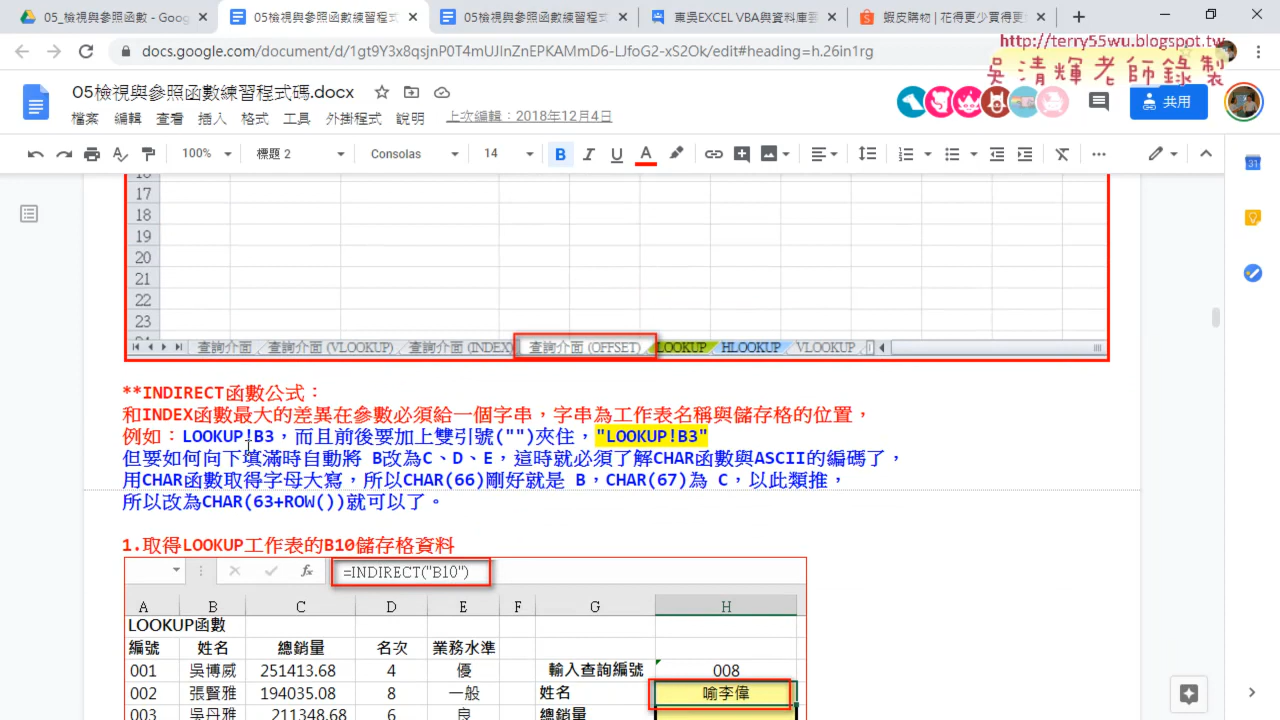 05_檢視與參照函數 - Goog
05檢視與參照函數練習程式
05檢視與參照函數練習程式
東吳EXCEL VBA與資料庫
蝦皮購物 | 花得更少買得更
docs.google.com/document/d/1gt9Y3x8qsjnP0T4mUJInZnEPKAMmD6-IJfoG2-xS2Ok/edit#heading=h.26in1rg
http://terry55wu.blogspot.tw
吳清輝老師錄製
05檢視與參照函數練習程式碼.docx
檔案 編輯 查看 插入 格式 工具 外掛程式 說明 上次編輯：2018年12月4日
共用
100% 標題 2 Consolas 14 B I U A
31
17
18
19
20
21
22
23
查詢介面 查詢介面 (VLOOKUP) 查詢介面 (INDEX) 查詢介面 (OFFSET) LOOKUP HLOOKUP VLOOKUP
**INDIRECT函數公式：
和INDEX函數最大的差異在參數必須給一個字串，字串為工作表名稱與儲存格的位置，
例如：LOOKUP!B3，而且前後要加上雙引號("")夾住，"LOOKUP!B3"
但要如何向下填滿時自動將 B改為C、D、E，這時就必須了解CHAR函數與ASCII的編碼了，
用CHAR函數取得字母大寫，所以CHAR(66)剛好就是 B，CHAR(67)為 C，以此類推，
所以改為CHAR(63+ROW())就可以了。
1.取得LOOKUP工作表的B10儲存格資料
fx =INDIRECT("B10")
A B C D E F G H
LOOKUP函數
編號 姓名 總銷量 名次 業務水準
001 吳博威 251413.68 4 優 輸入查詢編號 008
002 張賢雅 194035.08 8 一般 姓名 喻李偉
003 吳丹雅 211348.68 6 良 總銷量